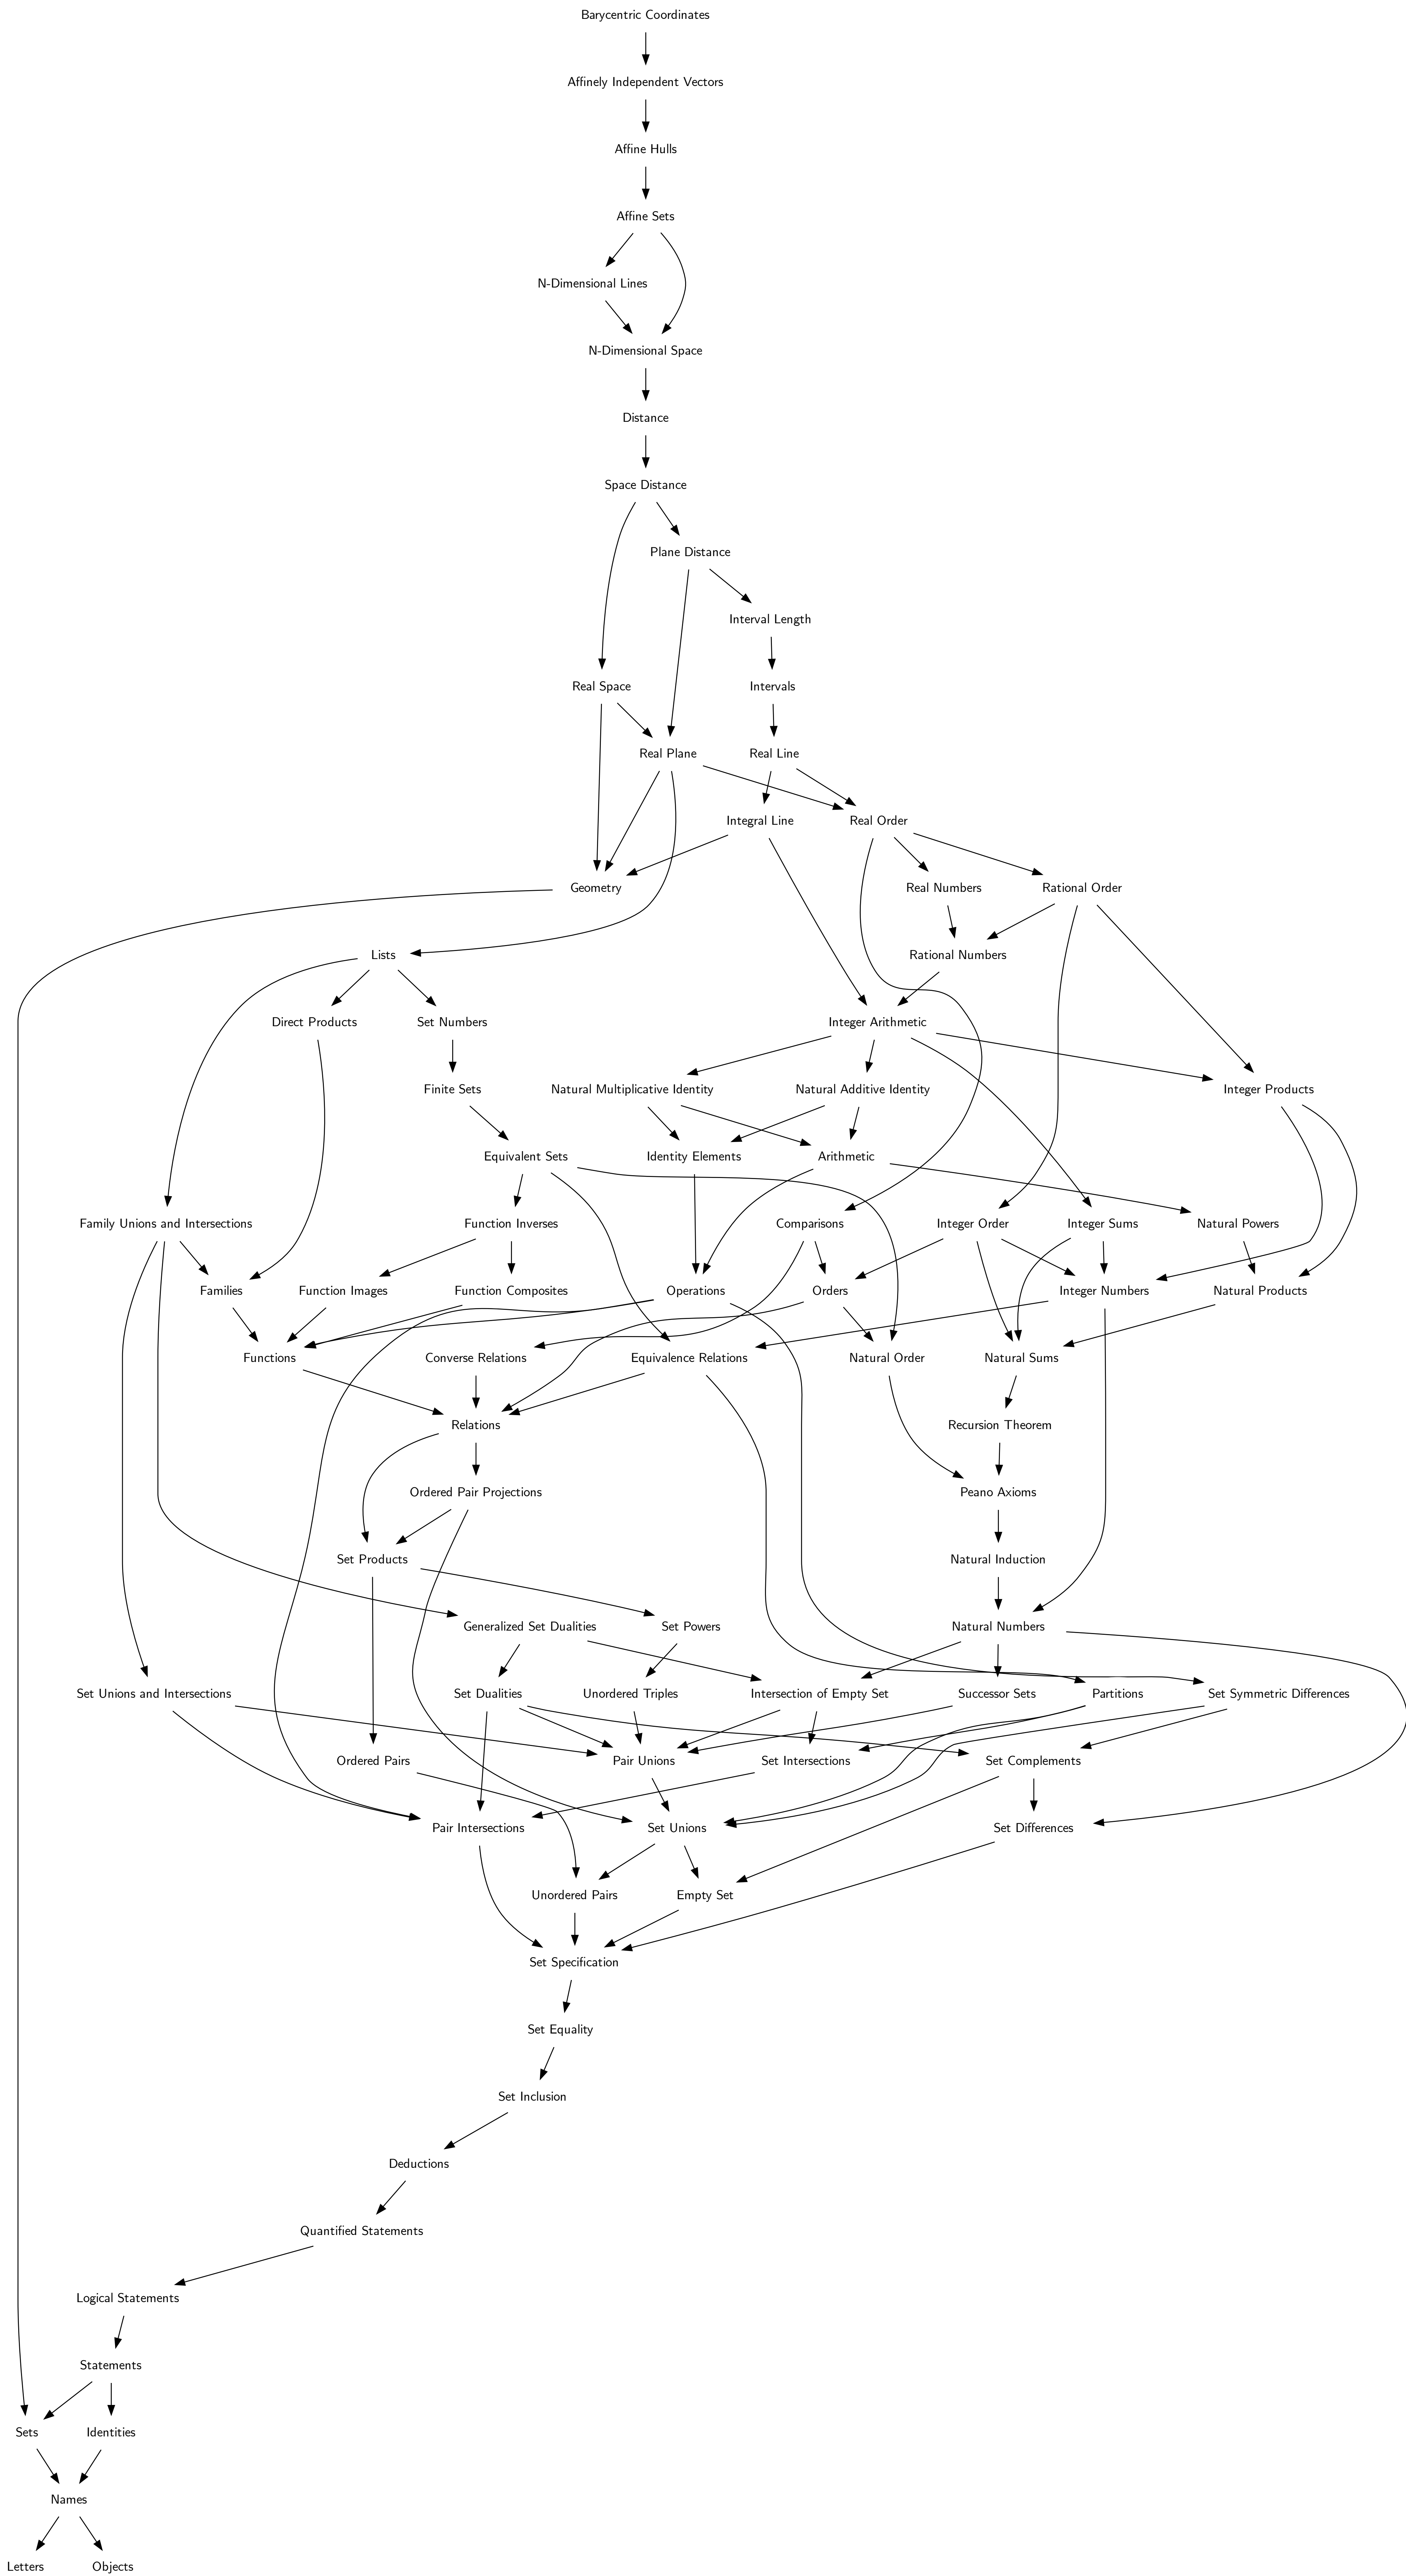 Barycentric Coordinates
Affinely Independent Vectors
Affine Hulls
Affine Sets
N-Dimensional Lines
N-Dimensional Space
Distance
Space Distance
Plane Distance
Interval Length
Real Space
Intervals
Real Plane
Real Line
Integral Line
Real Order
Geometry
Real Numbers
Rational Order
Lists
Rational Numbers
Direct Products
Set Numbers
Integer Arithmetic
Finite Sets
Natural Multiplicative Identity
Natural Additive Identity
Integer Products
Equivalent Sets
Identity Elements
Arithmetic
Family Unions and Intersections
Function Inverses
Comparisons
Integer Order
Integer Sums
Natural Powers
Families
Function Images
Function Composites
Operations
Orders
Integer Numbers
Natural Products
Functions
Converse Relations
Equivalence Relations
Natural Order
Natural Sums
Relations
Recursion Theorem
Ordered Pair Projections
Peano Axioms
Set Products
Natural Induction
Generalized Set Dualities
Set Powers
Natural Numbers
Set Unions and Intersections
Set Dualities
Unordered Triples
Intersection of Empty Set
Successor Sets
Partitions
Set Symmetric Differences
Ordered Pairs
Pair Unions
Set Intersections
Set Complements
Pair Intersections
Set Unions
Set Differences
Unordered Pairs
Empty Set
Set Specification
Set Equality
Set Inclusion
Deductions
Quantified Statements
Logical Statements
Statements
Sets
Identities
Names
Letters
Objects